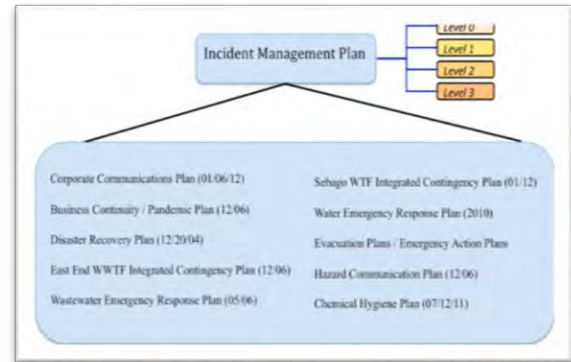 Level 0
Incident Management Plan
Level 1
Level 2
Level 3
Corporate Communications Plan (01/06/12)
Business Continuity / Pandemic Plan (12/06)
Disaster Recovery Plan (12/20/04)
East End WWTF Integrated Contingency Plan (12/06)
Wastewater Emergency Response Plan (05/06)
Sebago WTF Integrated Contingency Plan (01/12)
Water Emergency Response Plan (2010)
Evacuation Plans / Emergency Action Plans
Hazard Communication Plan (12/06)
Chemical Hygiene Plan (07/12/11)